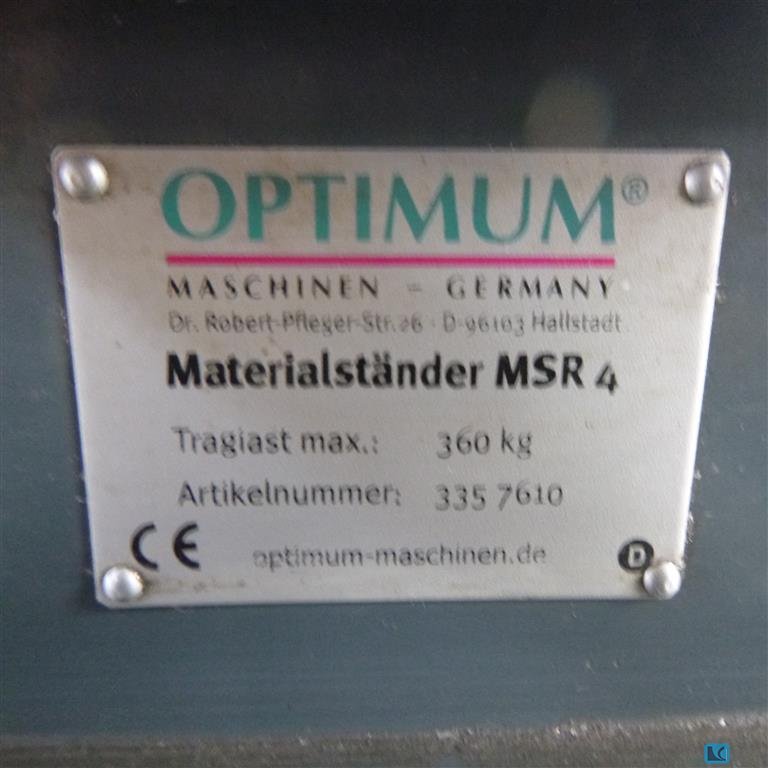 OPTIMUM®
MASCHINEN - GERMANY
Dr. Robert-Pfleger-Str. 26 · D-96103 Hallstadt
Materialständer MSR 4
Traglast max.: 360 kg
Artikelnummer: 335 7610
CE optimum-maschinen.de D